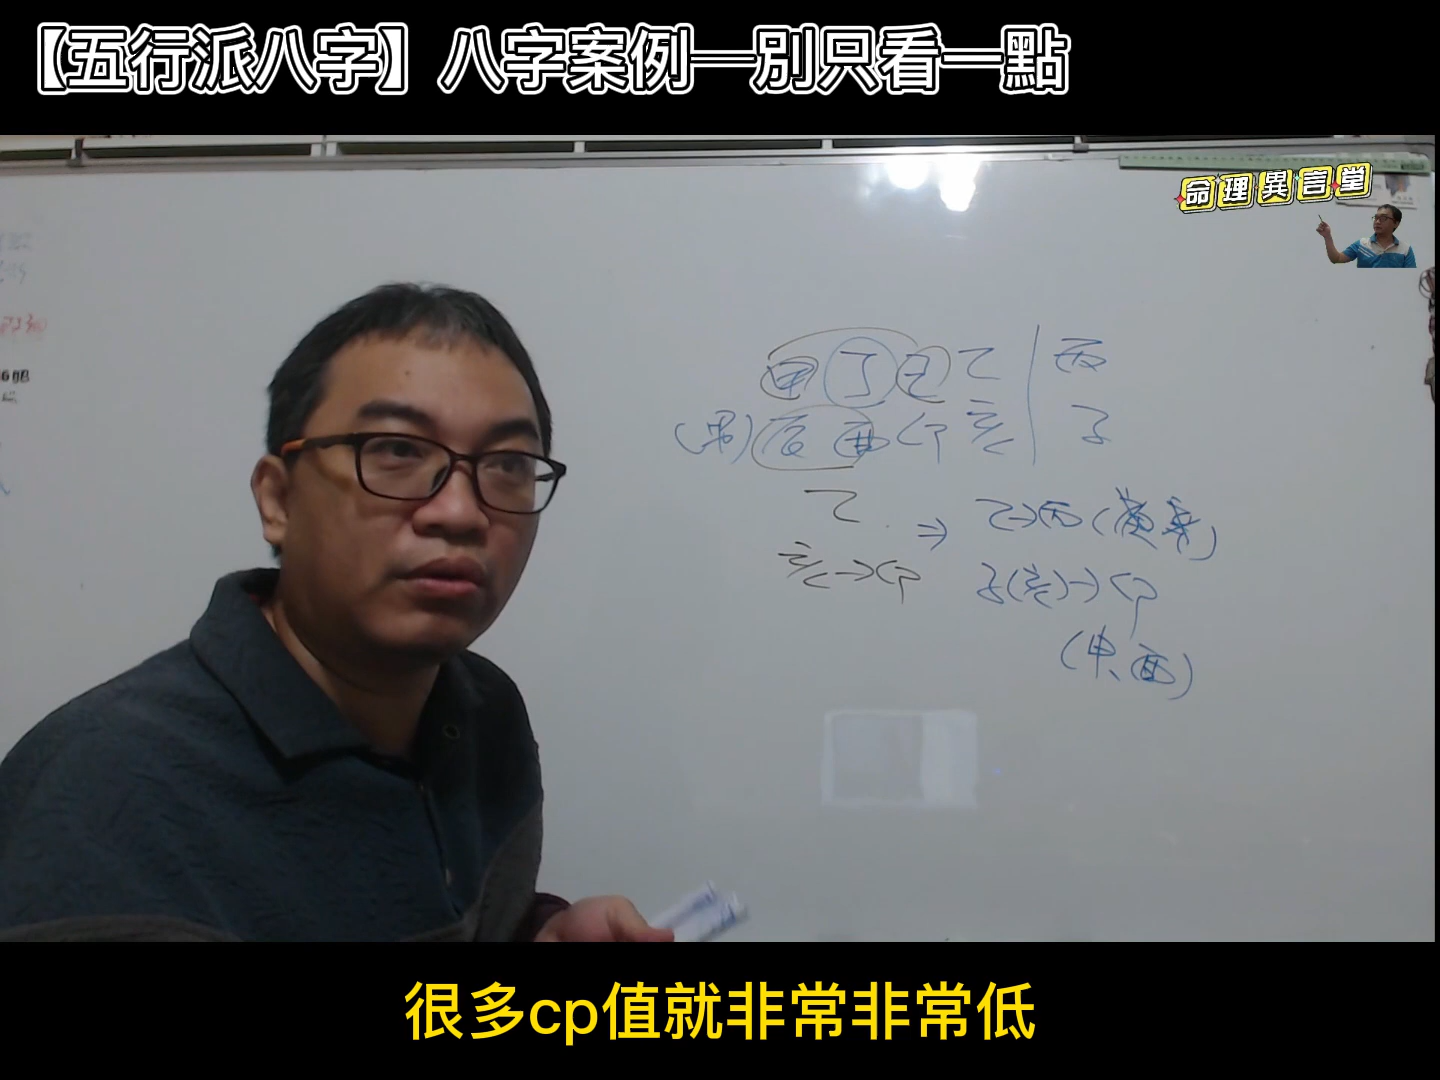 【五行派八字】八字案例—別只看一點
命理異言堂
甲 丁 己 乙 | 丙
(男) 辰 酉 卯 亥 | 子
乙 ⇒ 乙→丙(
亥→卯 子(亥)→卯
(申、酉)
很多cp值就非常非常低